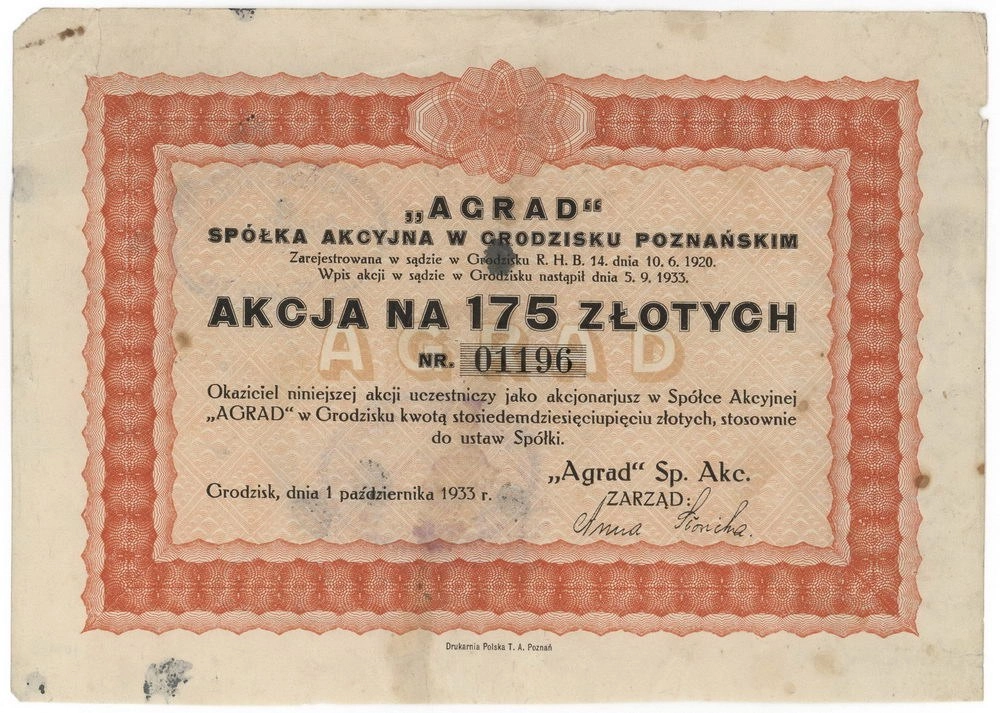 „AGRAD“
SPÓŁKA AKCYJNA W GRODZISKU POZNAŃSKIM
Zarejestrowana w sądzie w Grodzisku R. H. B. 14. dnia 10. 6. 1920.
Wpis akcji w sądzie w Grodzisku nastąpił dnia 5. 9. 1933.
AKCJA NA 175 ZŁOTYCH
AGRAD
NR. 01196
Okaziciel niniejszej akcji uczestniczy jako akcjonarjusz w Spółce Akcyjnej
„AGRAD“ w Grodzisku kwotą stosiedemdziesięciupięciu złotych, stosownie
do ustaw Spółki.
„Agrad“ Sp. Akc.
Grodzisk, dnia 1 października 1933 r.
ZARZĄD:
Anna
Drukarnia Polska T. A. Poznań